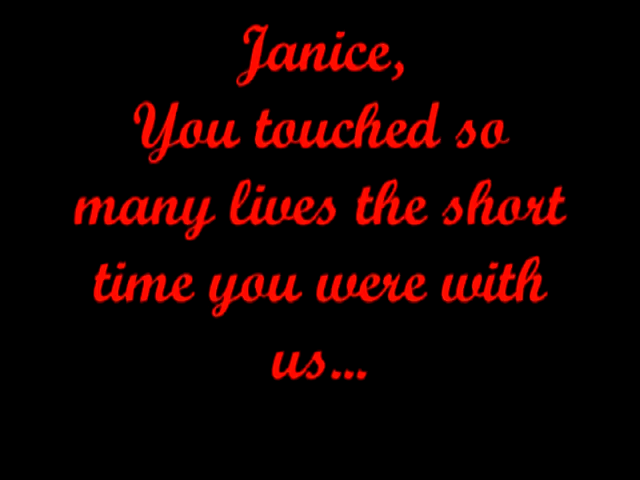 Janice,
You touched so
many lives the short
time you were with
us...